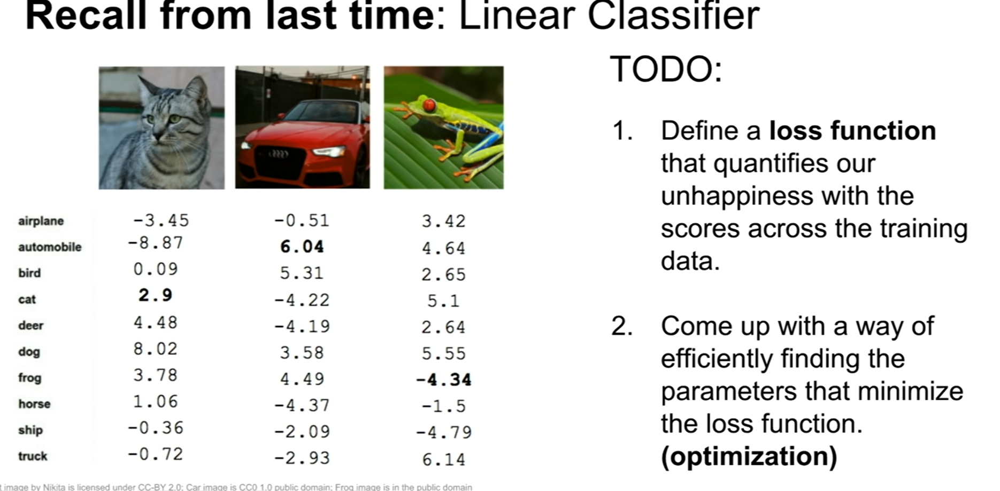 Recall from last time: Linear Classifier
TODO:
1. Define a loss function
that quantifies our
unhappiness with the
scores across the training
data.
2. Come up with a way of
efficiently finding the
parameters that minimize
the loss function.
(optimization)
airplane -3.45 -0.51 3.42
automobile -8.87 6.04 4.64
bird 0.09 5.31 2.65
cat 2.9 -4.22 5.1
deer 4.48 -4.19 2.64
dog 8.02 3.58 5.55
frog 3.78 4.49 -4.34
horse 1.06 -4.37 -1.5
ship -0.36 -2.09 -4.79
truck -0.72 -2.93 6.14
image by Nikita is licensed under CC-BY 2.0; Car image is CC0 1.0 public domain; Frog image is in the public domain